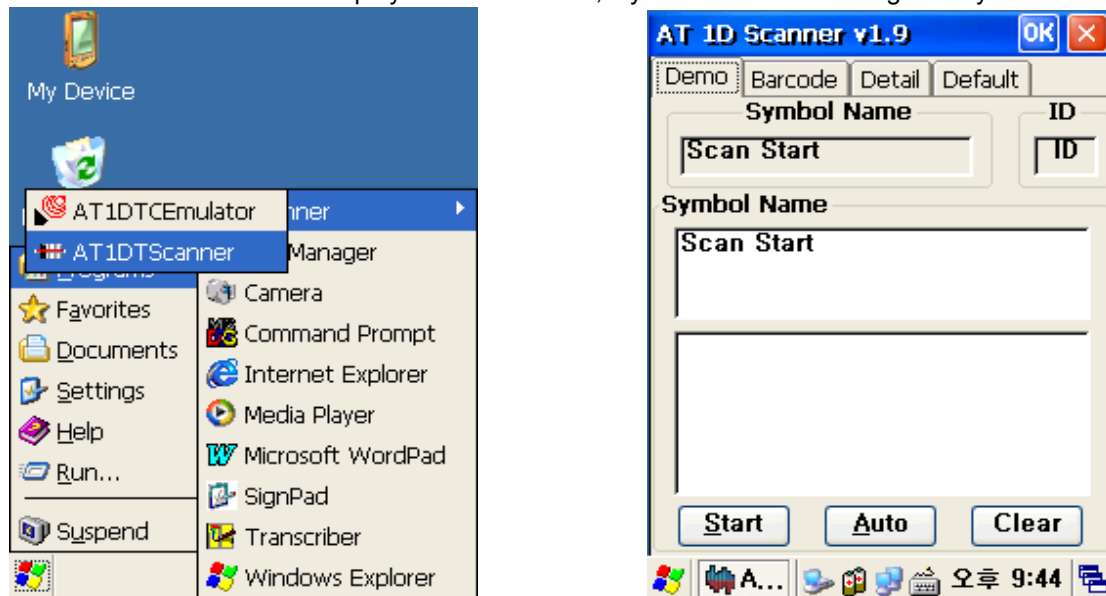 My Device
AT1DTCEmulator
AT1DTScanner
Manager
Camera
Command Prompt
Internet Explorer
Media Player
Microsoft WordPad
SignPad
Transcriber
Windows Explorer
Programs
Favorites
Documents
Settings
Help
Run...
Suspend
AT 1D Scanner v1.9
OK
Demo
Barcode
Detail
Default
Symbol Name
ID
Scan Start
ID
Symbol Name
Scan Start
Start
Auto
Clear
A...
오후 9:44